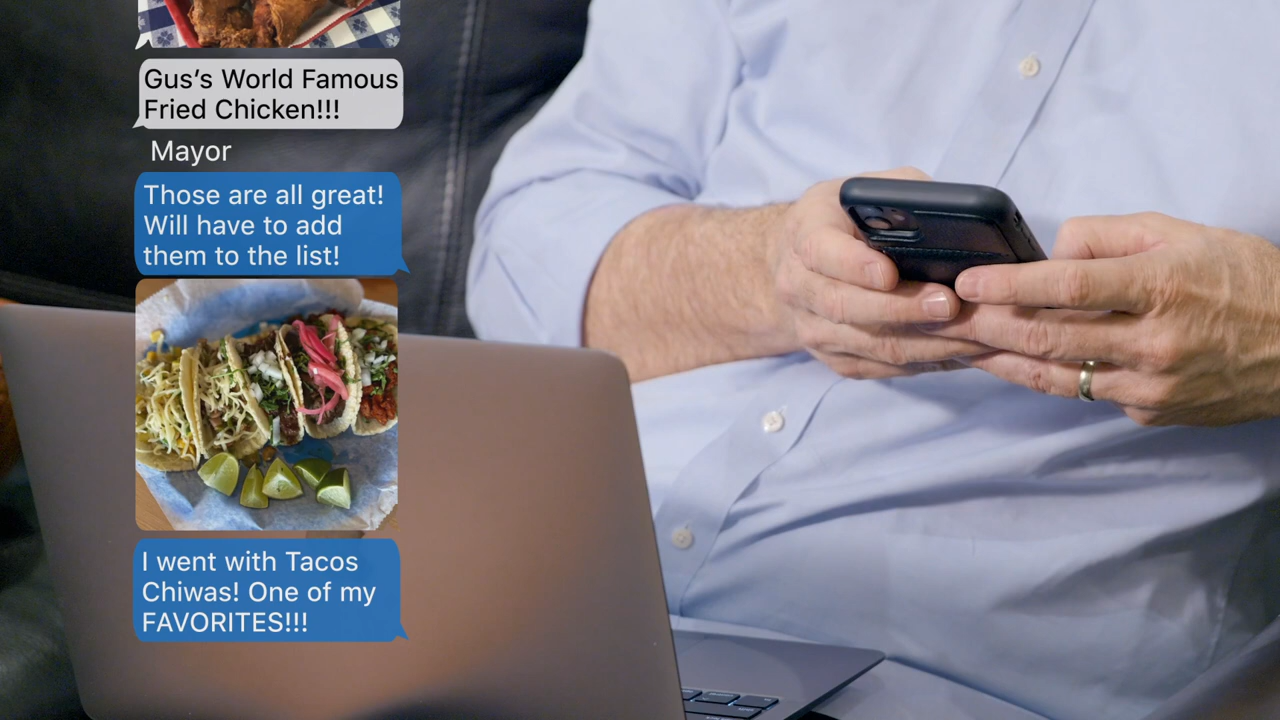 Gus’s World Famous
Fried Chicken!!!
Mayor
Those are all great!
Will have to add
them to the list!
I went with Tacos
Chiwas! One of my
FAVORITES!!!